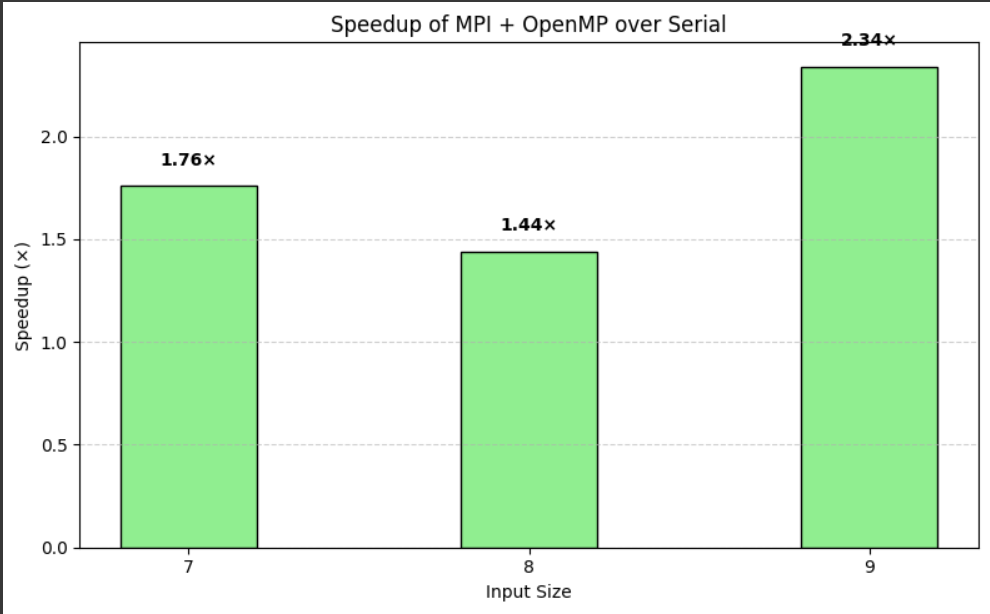 Speedup of MPI + OpenMP over Serial
2.34×
2.0
1.76×
1.5
1.44×
Speedup (×)
1.0
0.5
0.0
7 8 9
Input Size